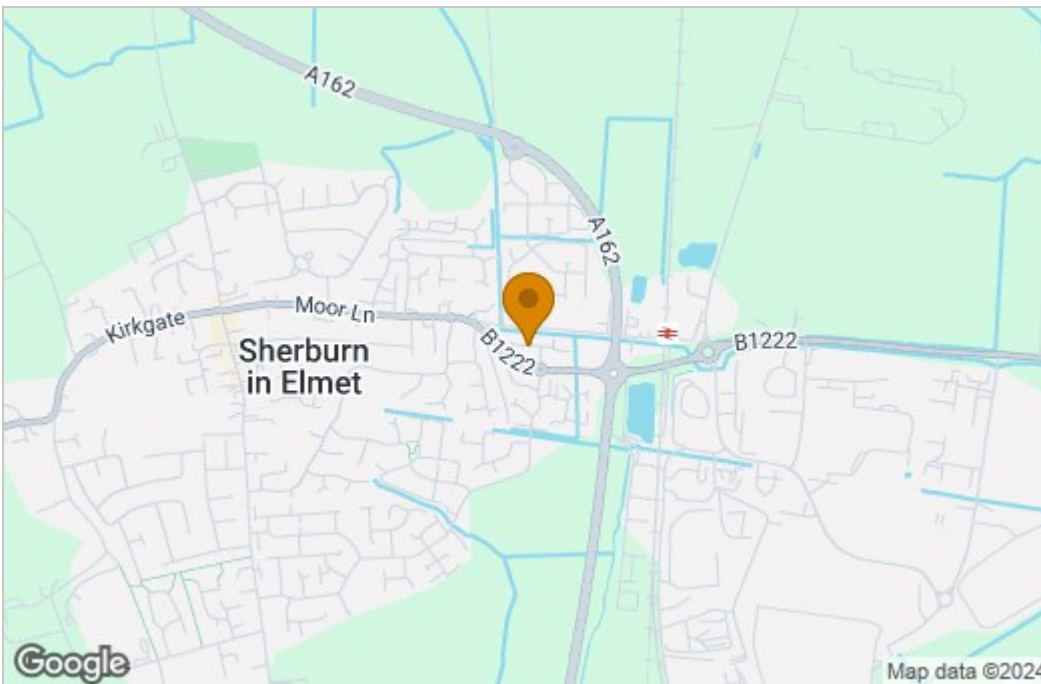 A162
A162
Moor Ln
Kirkgate
B1222
B1222
Sherburn
in Elmet
Google
Map data ©2024